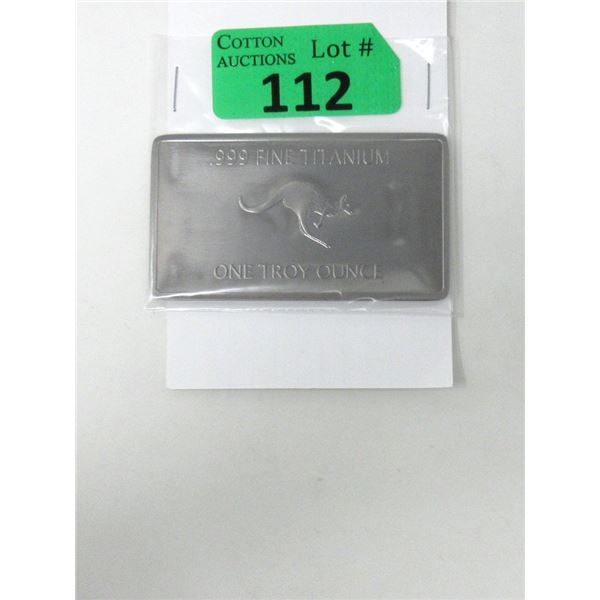 COTTON
AUCTIONS
Lot #
112
.999 FINE TITANIUM
ONE TROY OUNCE